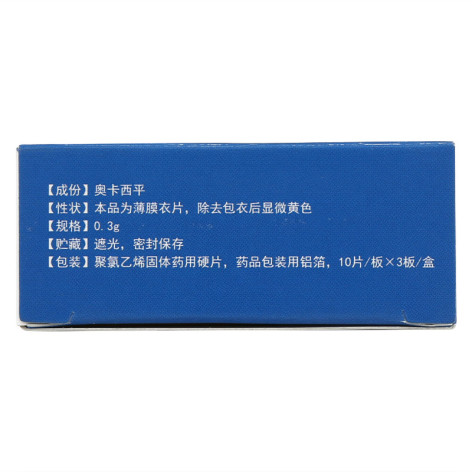 【成份】奥卡西平
【性状】本品为薄膜衣片，除去包衣后显微黄色
【规格】0.3g
【贮藏】遮光，密封保存
【包装】聚氯乙烯固体药用硬片，药品包装用铝箔，10片/板×3板/盒